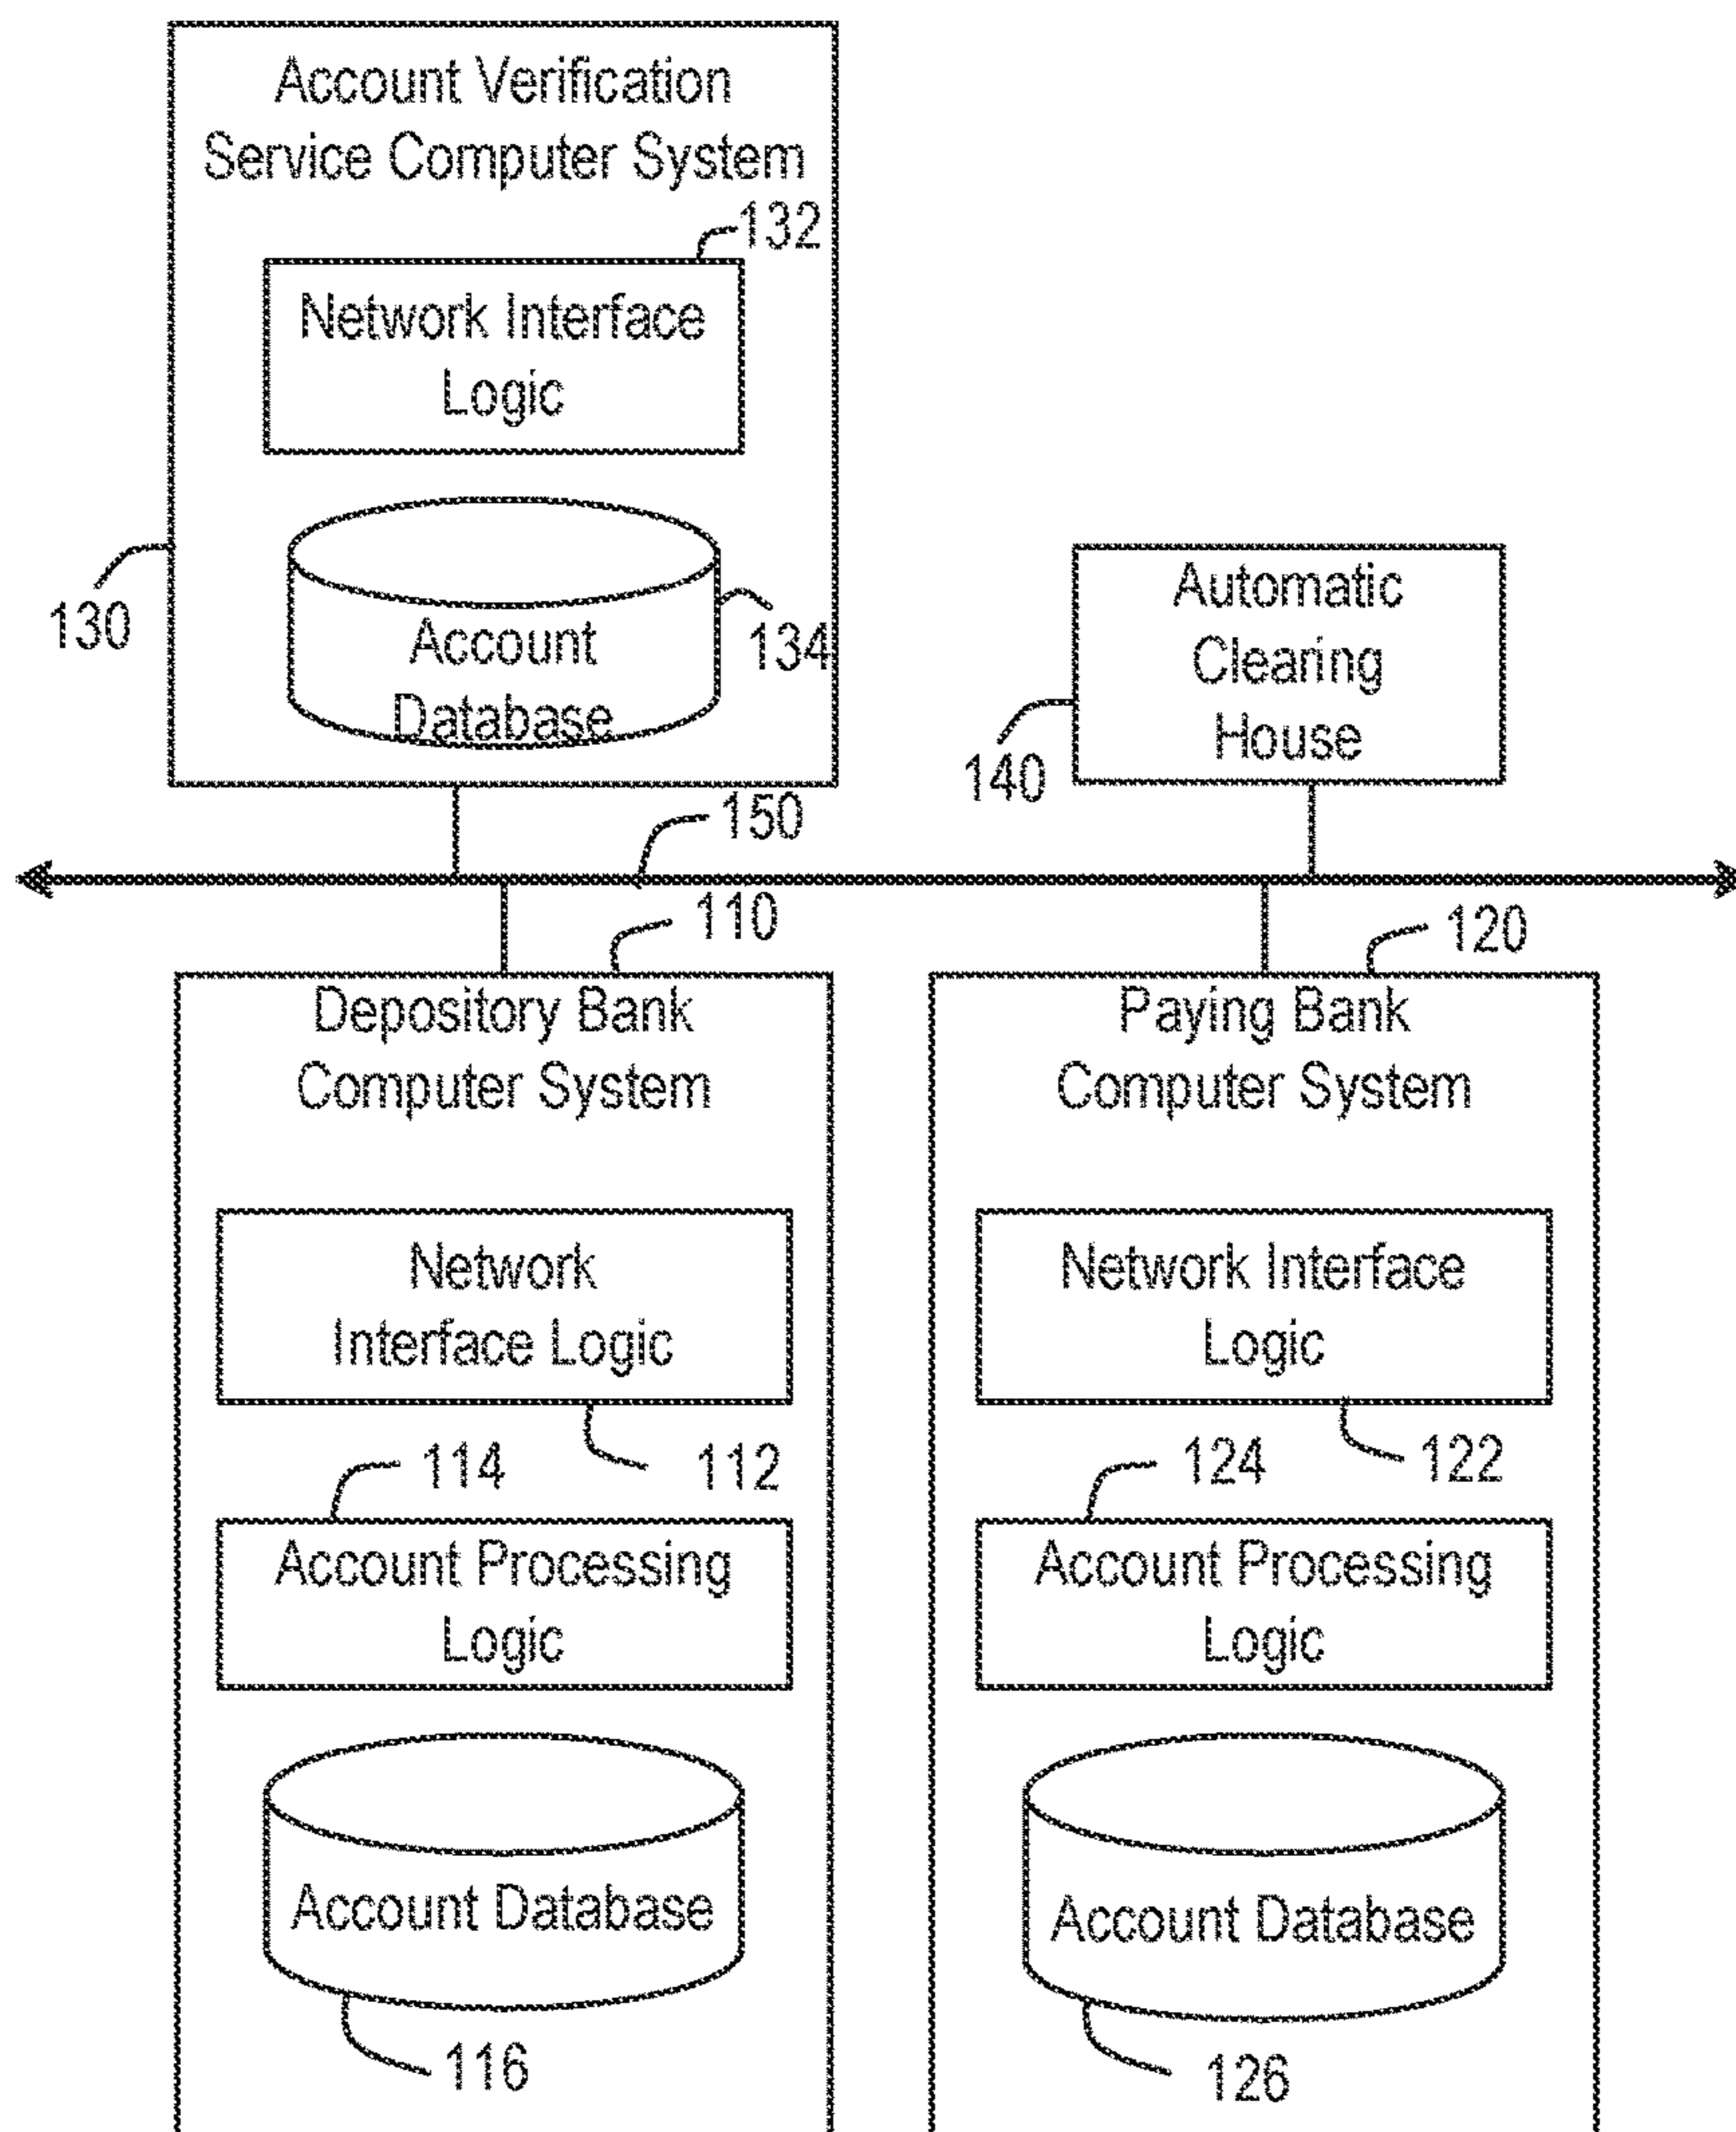 Account Verification
Service Computer System
132
Network Interface
Logic
130
Account
Database
134
Automatic
Clearing
House
140
150
110
Depository Bank
Computer System
Network
Interface Logic
112
114
Account Processing
Logic
Account Database
116
120
Paying Bank
Computer System
Network Interface
Logic
122
124
Account Processing
Logic
Account Database
126